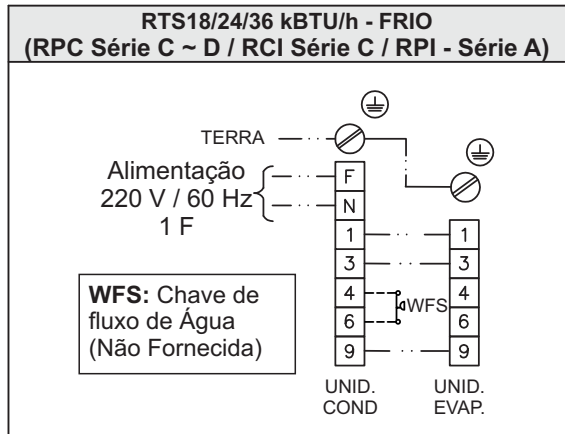 RTS18/24/36 kBTU/h - FRIO
(RPC Série C ~ D / RCI Série C / RPI - Série A)
TERRA
Alimentação
220 V / 60 Hz
1 F
F
N
1
3
4
6
9
WFS
1
3
4
6
9
WFS: Chave de
fluxo de Água
(Não Fornecida)
UNID.
COND
UNID.
EVAP.